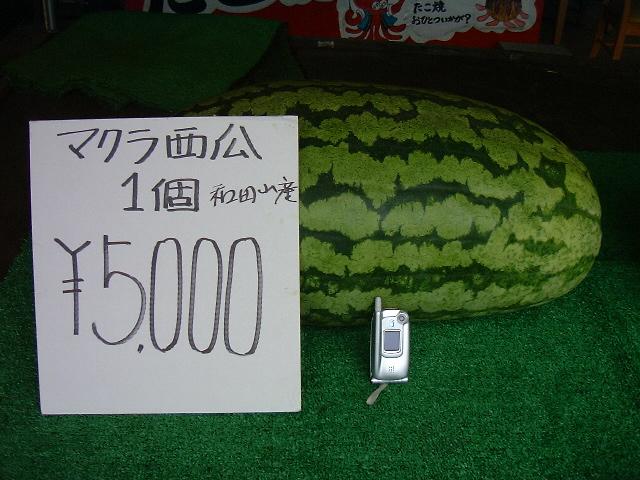 たこ焼
おひとついかが?
マクラ西瓜
1個 和田山産
¥5,000